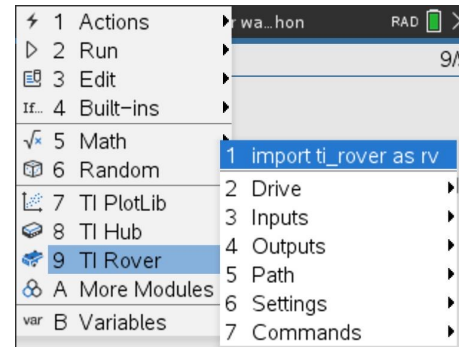 1 Actions
r wa...hon RAD
2 Run
9/
3 Edit
If... 4 Built-ins
√x 5 Math
6 Random
7 TI PlotLib
8 TI Hub
9 TI Rover
A More Modules
var B Variables
1 import ti_rover as rv
2 Drive
3 Inputs
4 Outputs
5 Path
6 Settings
7 Commands